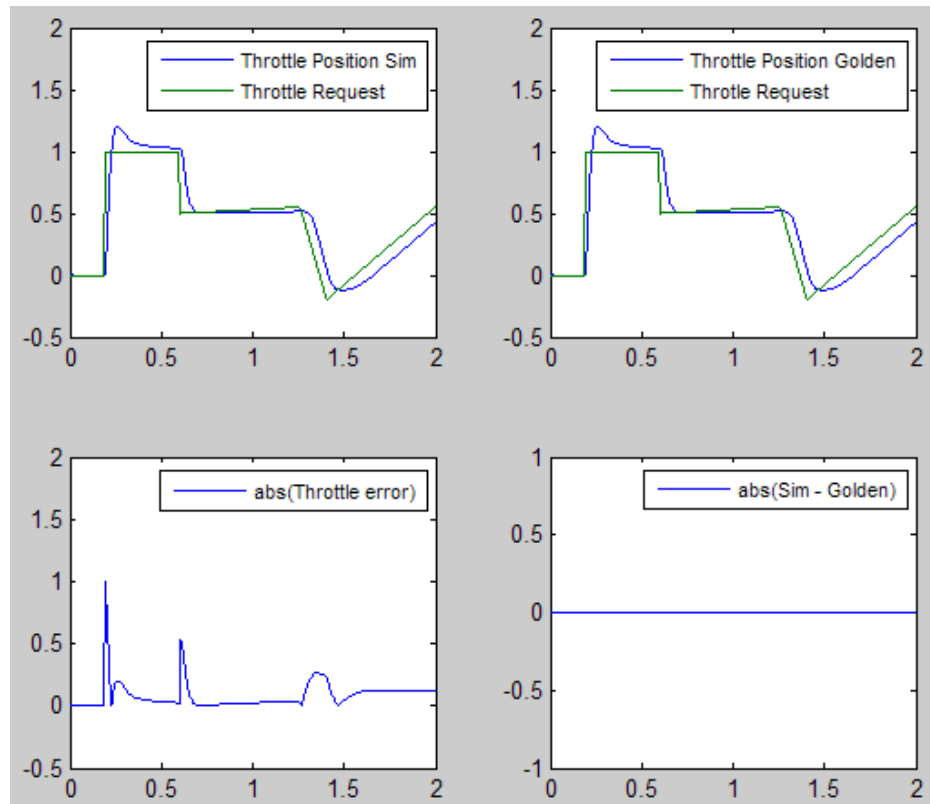 2
1.5
1
0.5
0
-0.5
0 0.5 1 1.5 2
Throttle Position Sim
Throttle Request
2
1.5
1
0.5
0
-0.5
0 0.5 1 1.5 2
Throttle Position Golden
Throttle Request
2
1.5
1
0.5
0
-0.5
0 0.5 1 1.5 2
abs(Throttle error)
1
0.5
0
-0.5
-1
0 0.5 1 1.5 2
abs(Sim - Golden)